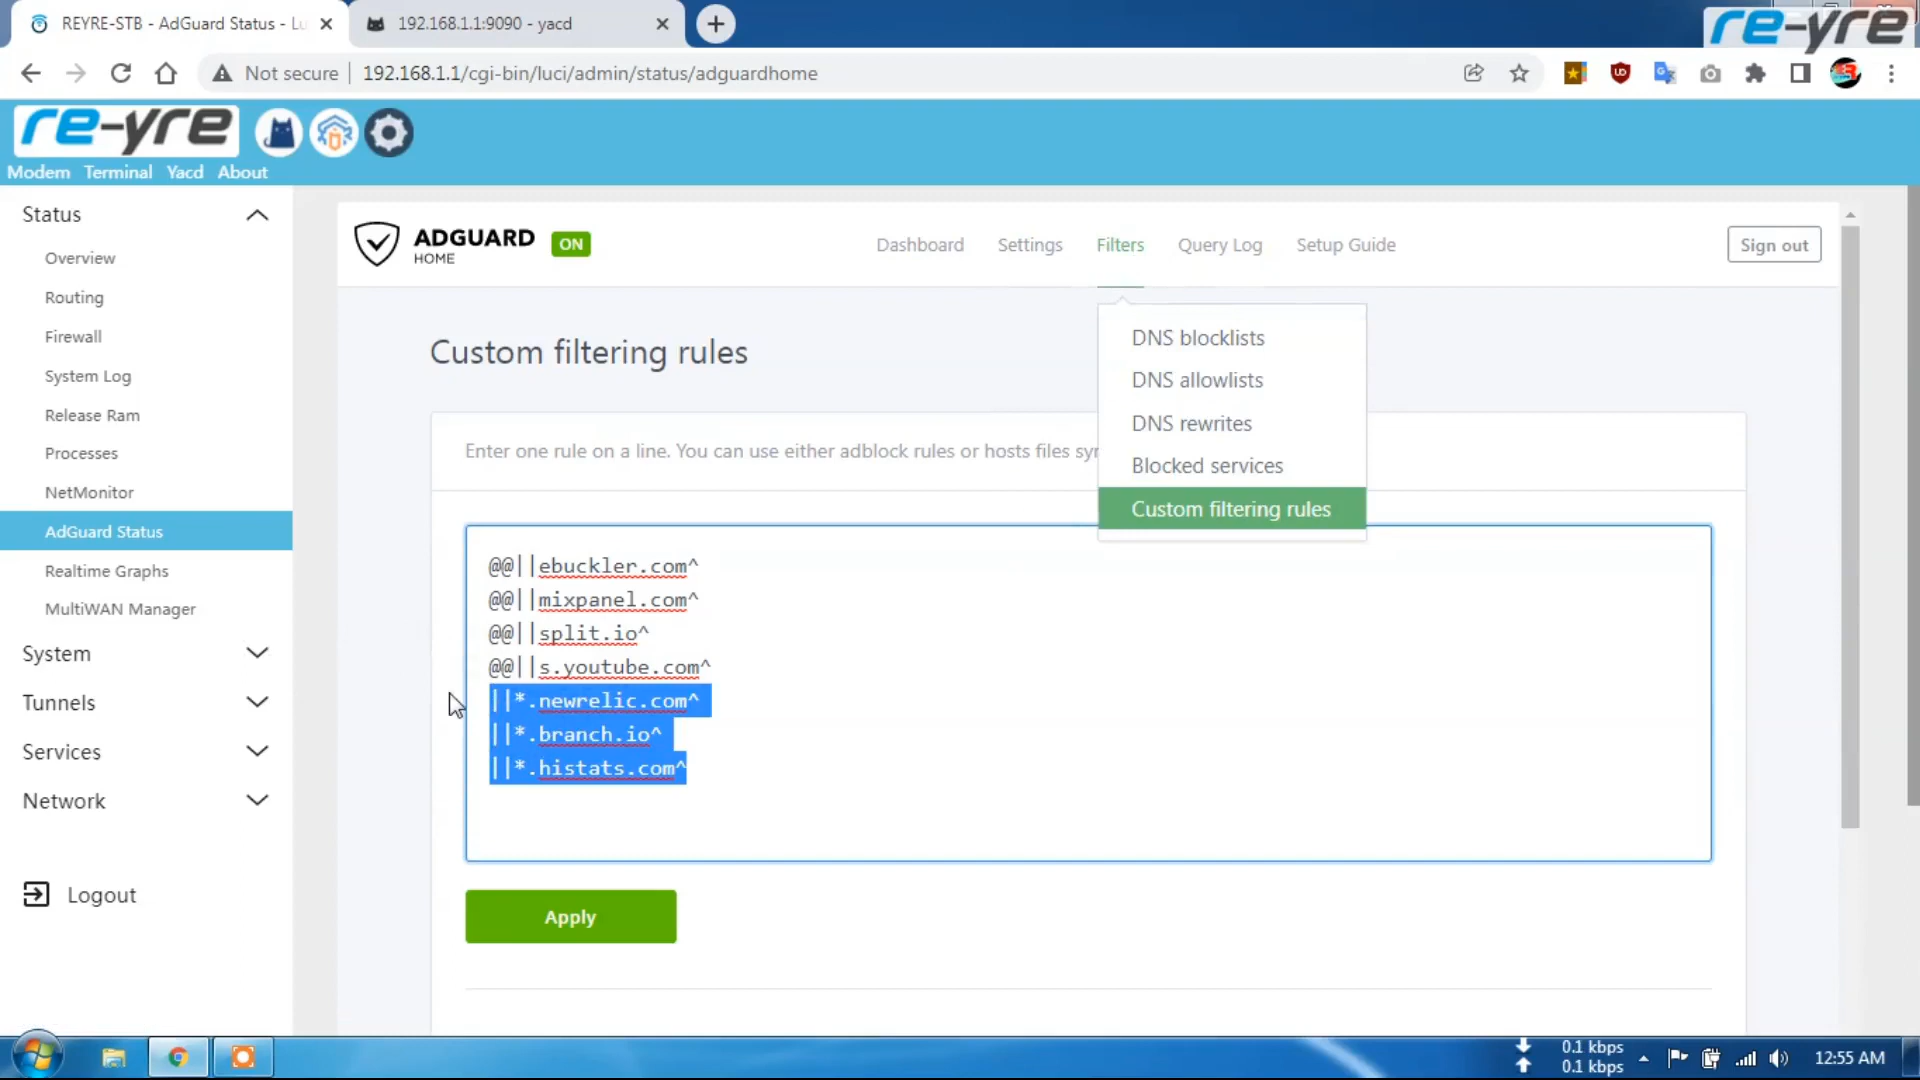 REYRE-STB - AdGuard Status - Lu
192.168.1.1:9090 - yacd
re-yre
Not secure
192.168.1.1/cgi-bin/luci/admin/status/adguardhome
re-yre
Modem Terminal Yacd About
Status
Overview
Routing
Firewall
System Log
Release Ram
Processes
NetMonitor
AdGuard Status
Realtime Graphs
MultiWAN Manager
System
Tunnels
Services
Network
Logout
ADGUARD
HOME
ON
Dashboard
Settings
Filters
Query Log
Setup Guide
Sign out
DNS blocklists
DNS allowlists
DNS rewrites
Blocked services
Custom filtering rules
Custom filtering rules
Enter one rule on a line. You can use either adblock rules or hosts files sy
@@||ebuckler.com^
@@||mixpanel.com^
@@||split.io^
@@||s.youtube.com^
||*.newrelic.com^
||*.branch.io^
||*.histats.com^
Apply
0.1 kbps
0.1 kbps
12:55 AM